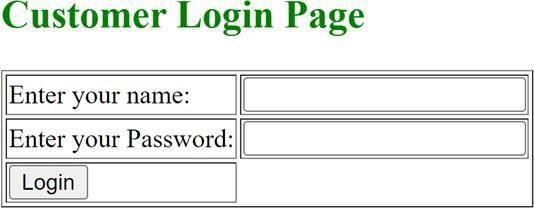 Customer Login Page
Enter your name:
Enter your Password:
Login